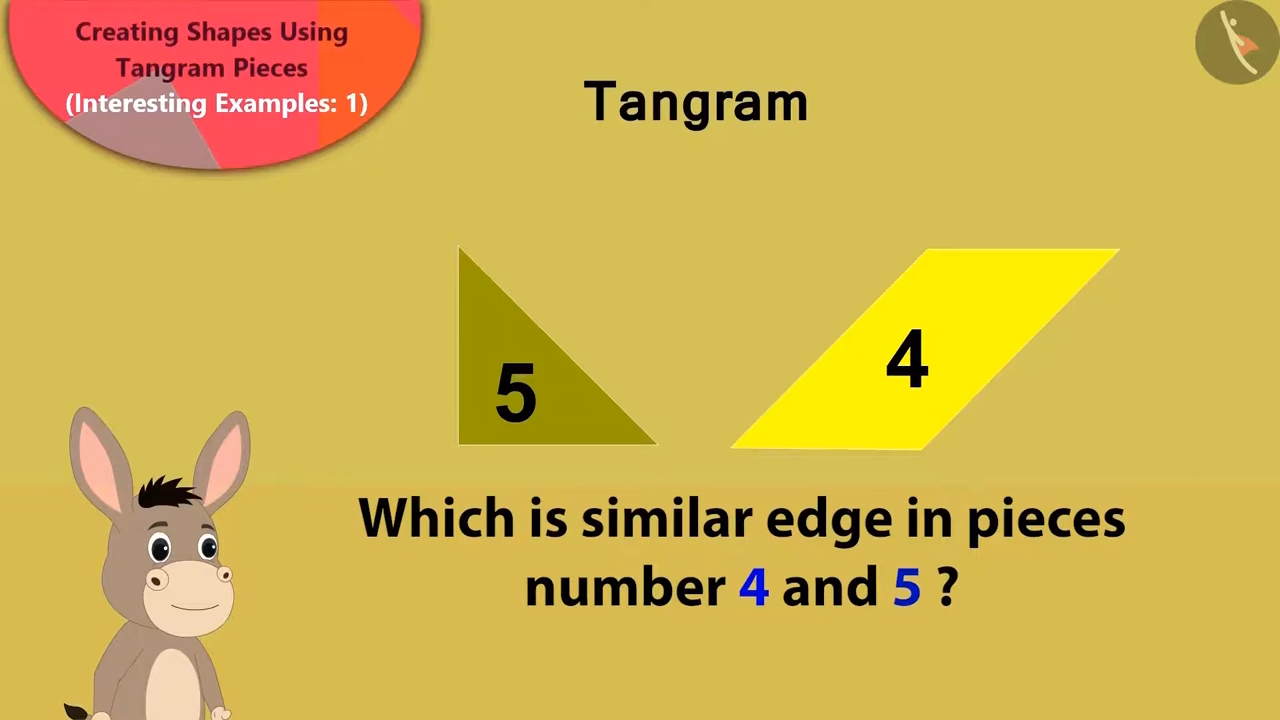 Creating Shapes Using
Tangram Pieces
(Interesting Examples: 1)
Tangram
5
4
Which is similar edge in pieces
number 4 and 5 ?